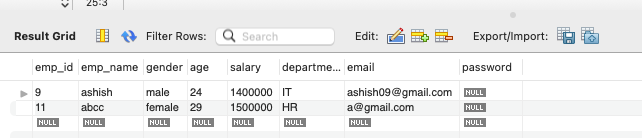 25:3
Result Grid Filter Rows: Search Edit: Export/Import:
emp_id emp_name gender age salary departme... email password
9 ashish male 24 1400000 IT ashish09@gmail.com NULL
11 abcc female 29 1500000 HR a@gmail.com NULL
NULL NULL NULL NULL NULL NULL NULL NULL